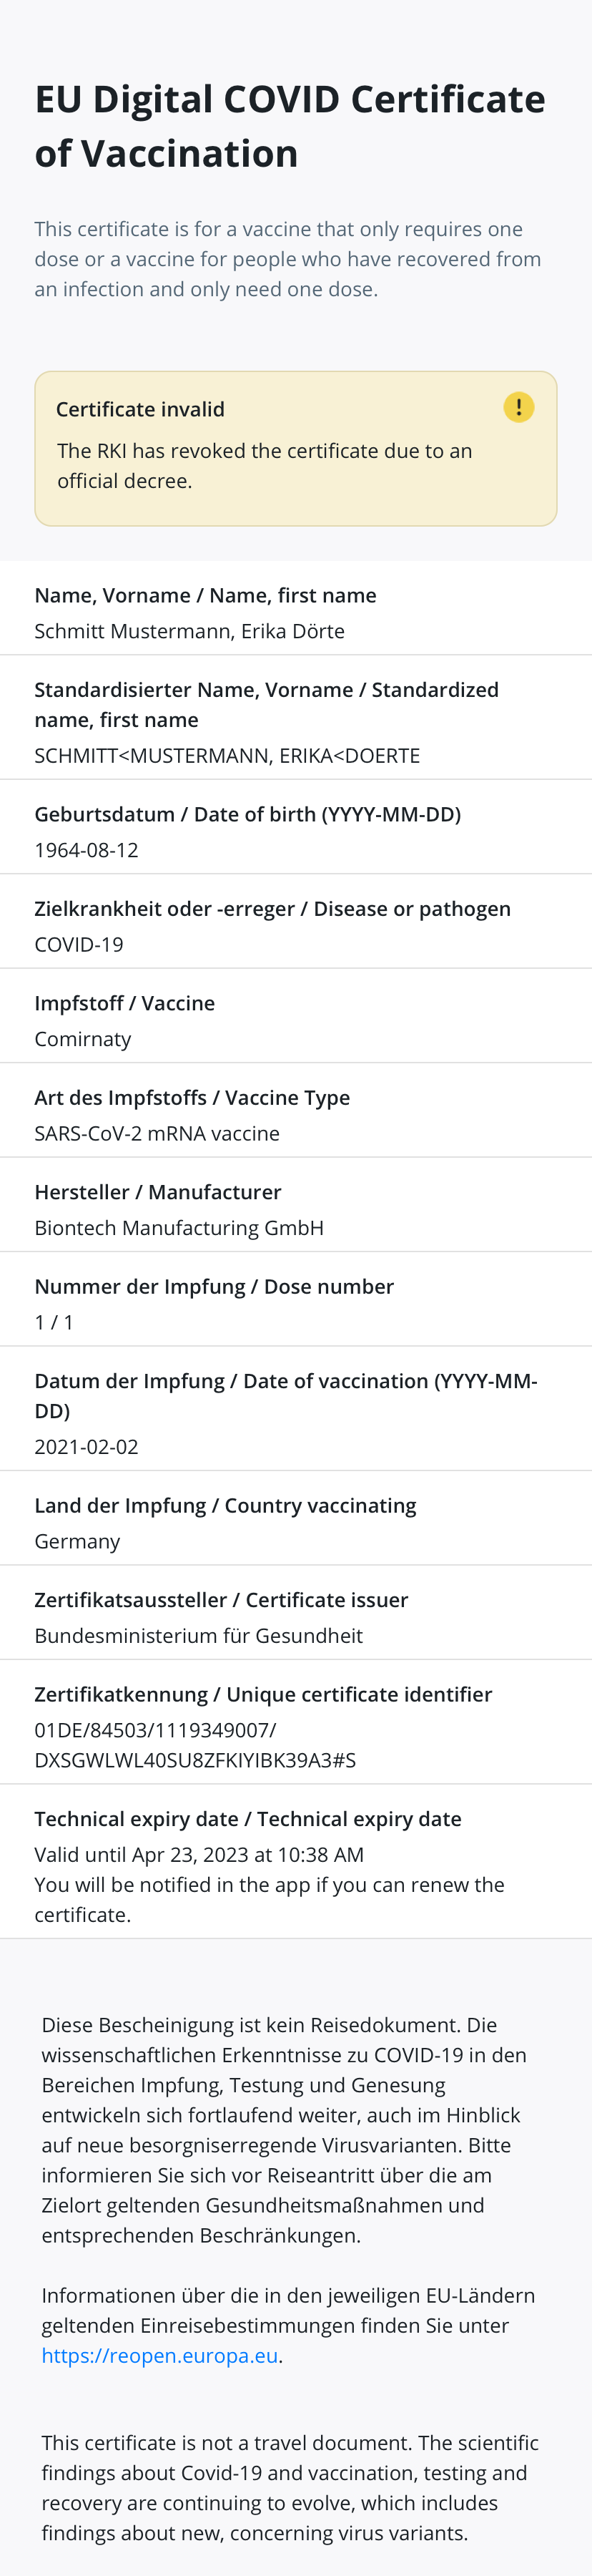 EU Digital COVID Certificate
of Vaccination
This certificate is for a vaccine that only requires one
dose or a vaccine for people who have recovered from
an infection and only need one dose.
Certificate invalid
!
The RKI has revoked the certificate due to an
official decree.
Name, Vorname / Name, first name
Schmitt Mustermann, Erika Dörte
Standardisierter Name, Vorname / Standardized
name, first name
SCHMITT<MUSTERMANN, ERIKA<DOERTE
Geburtsdatum / Date of birth (YYYY-MM-DD)
1964-08-12
Zielkrankheit oder -erreger / Disease or pathogen
COVID-19
Impfstoff / Vaccine
Comirnaty
Art des Impfstoffs / Vaccine Type
SARS-CoV-2 mRNA vaccine
Hersteller / Manufacturer
Biontech Manufacturing GmbH
Nummer der Impfung / Dose number
1 / 1
Datum der Impfung / Date of vaccination (YYYY-MM-
DD)
2021-02-02
Land der Impfung / Country vaccinating
Germany
Zertifikatsaussteller / Certificate issuer
Bundesministerium für Gesundheit
Zertifikatkennung / Unique certificate identifier
01DE/84503/1119349007/
DXSGWLWL40SU8ZFKIYIBK39A3#S
Technical expiry date / Technical expiry date
Valid until Apr 23, 2023 at 10:38 AM
You will be notified in the app if you can renew the
certificate.
Diese Bescheinigung ist kein Reisedokument. Die
wissenschaftlichen Erkenntnisse zu COVID-19 in den
Bereichen Impfung, Testung und Genesung
entwickeln sich fortlaufend weiter, auch im Hinblick
auf neue besorgniserregende Virusvarianten. Bitte
informieren Sie sich vor Reiseantritt über die am
Zielort geltenden Gesundheitsmaßnahmen und
entsprechenden Beschränkungen.
Informationen über die in den jeweiligen EU-Ländern
geltenden Einreisebestimmungen finden Sie unter
https://reopen.europa.eu.
This certificate is not a travel document. The scientific
findings about Covid-19 and vaccination, testing and
recovery are continuing to evolve, which includes
findings about new, concerning virus variants.